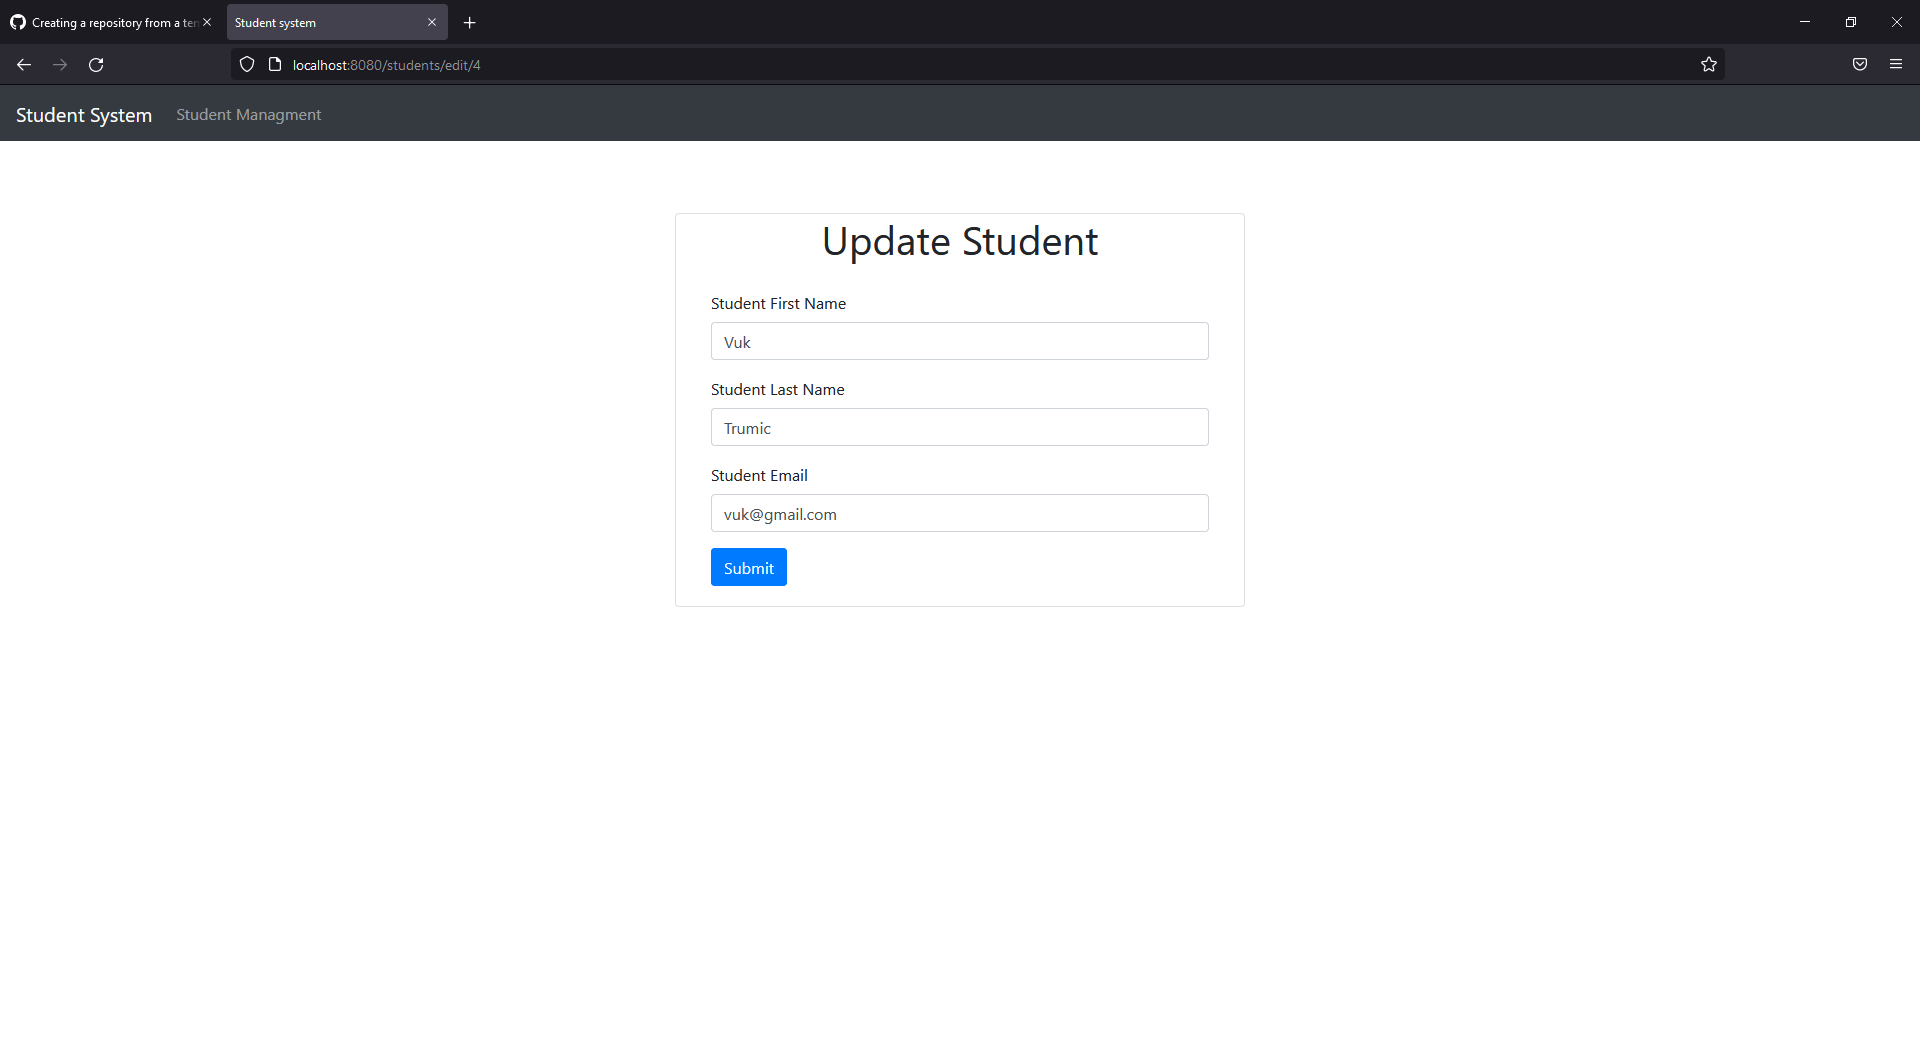 Creating a repository from a ten
Student system
localhost:8080/students/edit/4
Student System
Student Managment
Update Student
Student First Name
Vuk
Student Last Name
Trumic
Student Email
vuk@gmail.com
Submit